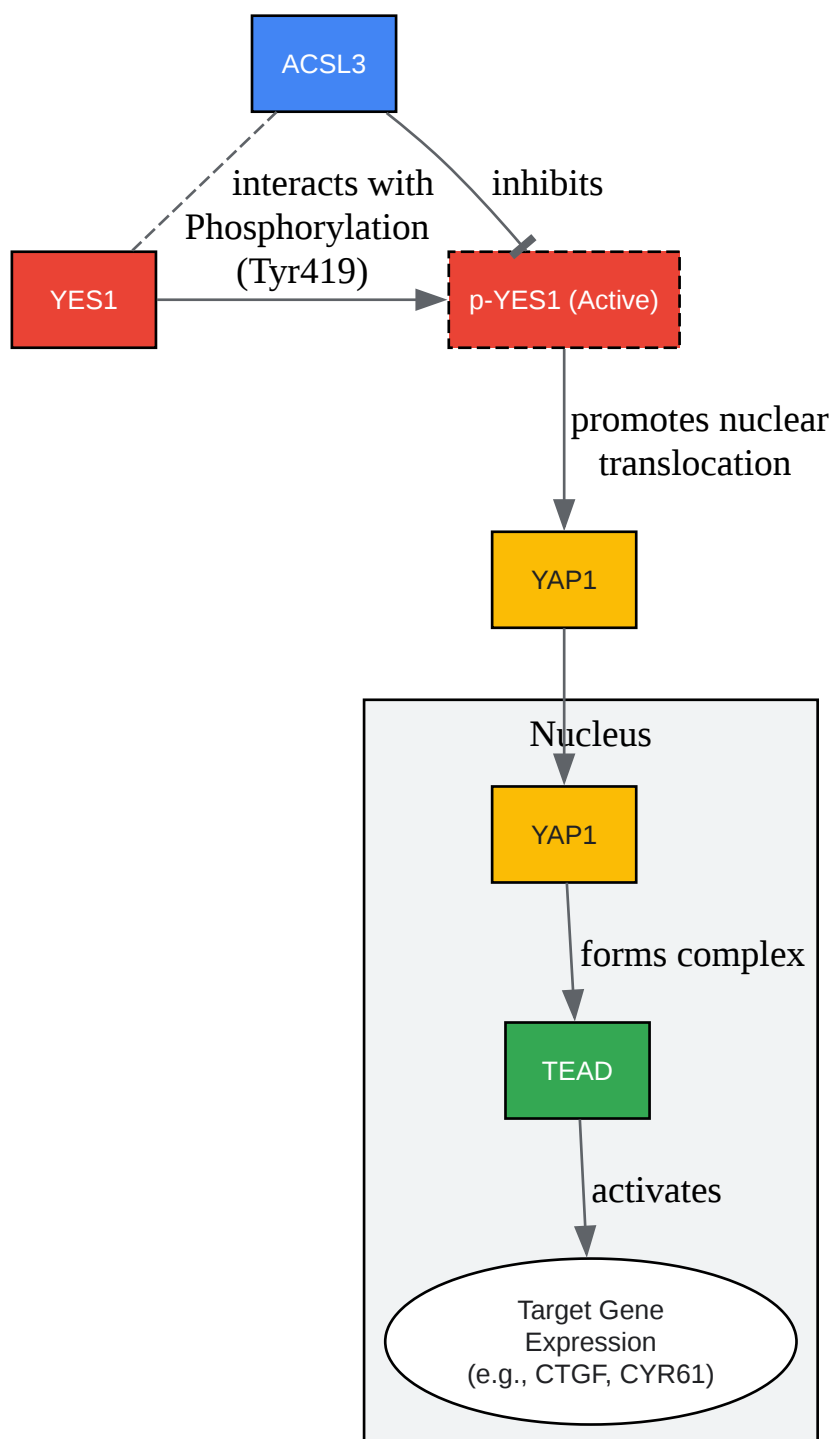 ACSL3
interacts with
inhibits
Phosphorylation
(Tyr419)
YES1
p-YES1 (Active)
promotes nuclear
translocation
YAP1
Nucleus
YAP1
forms complex
TEAD
activates
Target Gene
Expression
(e.g., CTGF, CYR61)